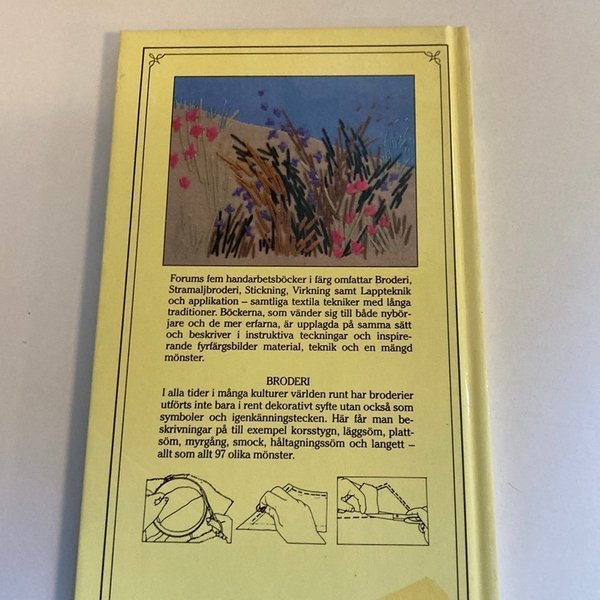 Forums fem handarbetsböcker i färg omfattar Broderi,
Stramaljbroderi, Stickning, Virkning samt Lappteknik
och applikation – samtliga textila tekniker med långa
traditioner. Böckerna, som vänder sig till både nybör-
jare och de mer erfarna, är upplagda på samma sätt
och beskriver i instruktiva teckningar och inspire-
rande fyrfärgsbilder material, teknik och en mängd
mönster.
BRODERI
I alla tider i många kulturer världen runt har broderier
utförts inte bara i rent dekorativt syfte utan också som
symboler och igenkänningstecken. Här får man be-
skrivningar på till exempel korsstygn, läggsöm, platt-
söm, myrgång, smock, håltagningssöm och langett –
allt som allt 97 olika mönster.